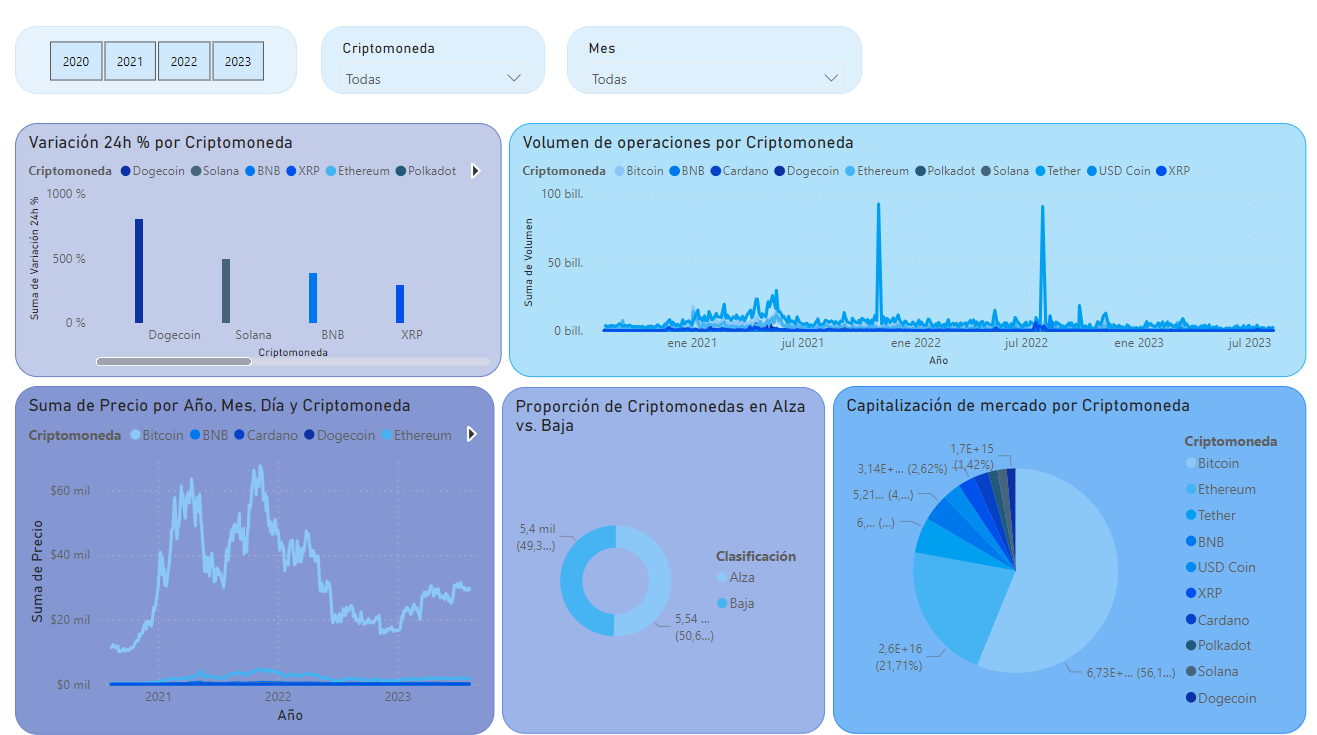 2020 2021 2022 2023
Criptomoneda
Todas
Mes
Todas
Variación 24h % por Criptomoneda
Criptomoneda Dogecoin Solana BNB XRP Ethereum Polkadot
Suma de Variación 24h %
1000 %
500 %
0 %
Dogecoin Solana BNB XRP
Criptomoneda
Volumen de operaciones por Criptomoneda
Criptomoneda Bitcoin BNB Cardano Dogecoin Ethereum Polkadot Solana Tether USD Coin XRP
Suma de Volumen
100 bill.
50 bill.
0 bill.
ene 2021 jul 2021 ene 2022 jul 2022 ene 2023 jul 2023
Año
Suma de Precio por Año, Mes, Día y Criptomoneda
Criptomoneda Bitcoin BNB Cardano Dogecoin Ethereum
Suma de Precio
$60 mil
$40 mil
$20 mil
$0 mil
2021 2022 2023
Año
Proporción de Criptomonedas en Alza
vs. Baja
5,4 mil
(49,3...)
5,54 ...
(50,6...)
Clasificación
Alza
Baja
Capitalización de mercado por Criptomoneda
1,7E+15
(1,42%)
3,14E+... (2,62%)
5,21... (4,...)
6,... (...)
2,6E+16
(21,71%)
6,73E+... (56,1...)
Criptomoneda
Bitcoin
Ethereum
Tether
BNB
USD Coin
XRP
Cardano
Polkadot
Solana
Dogecoin